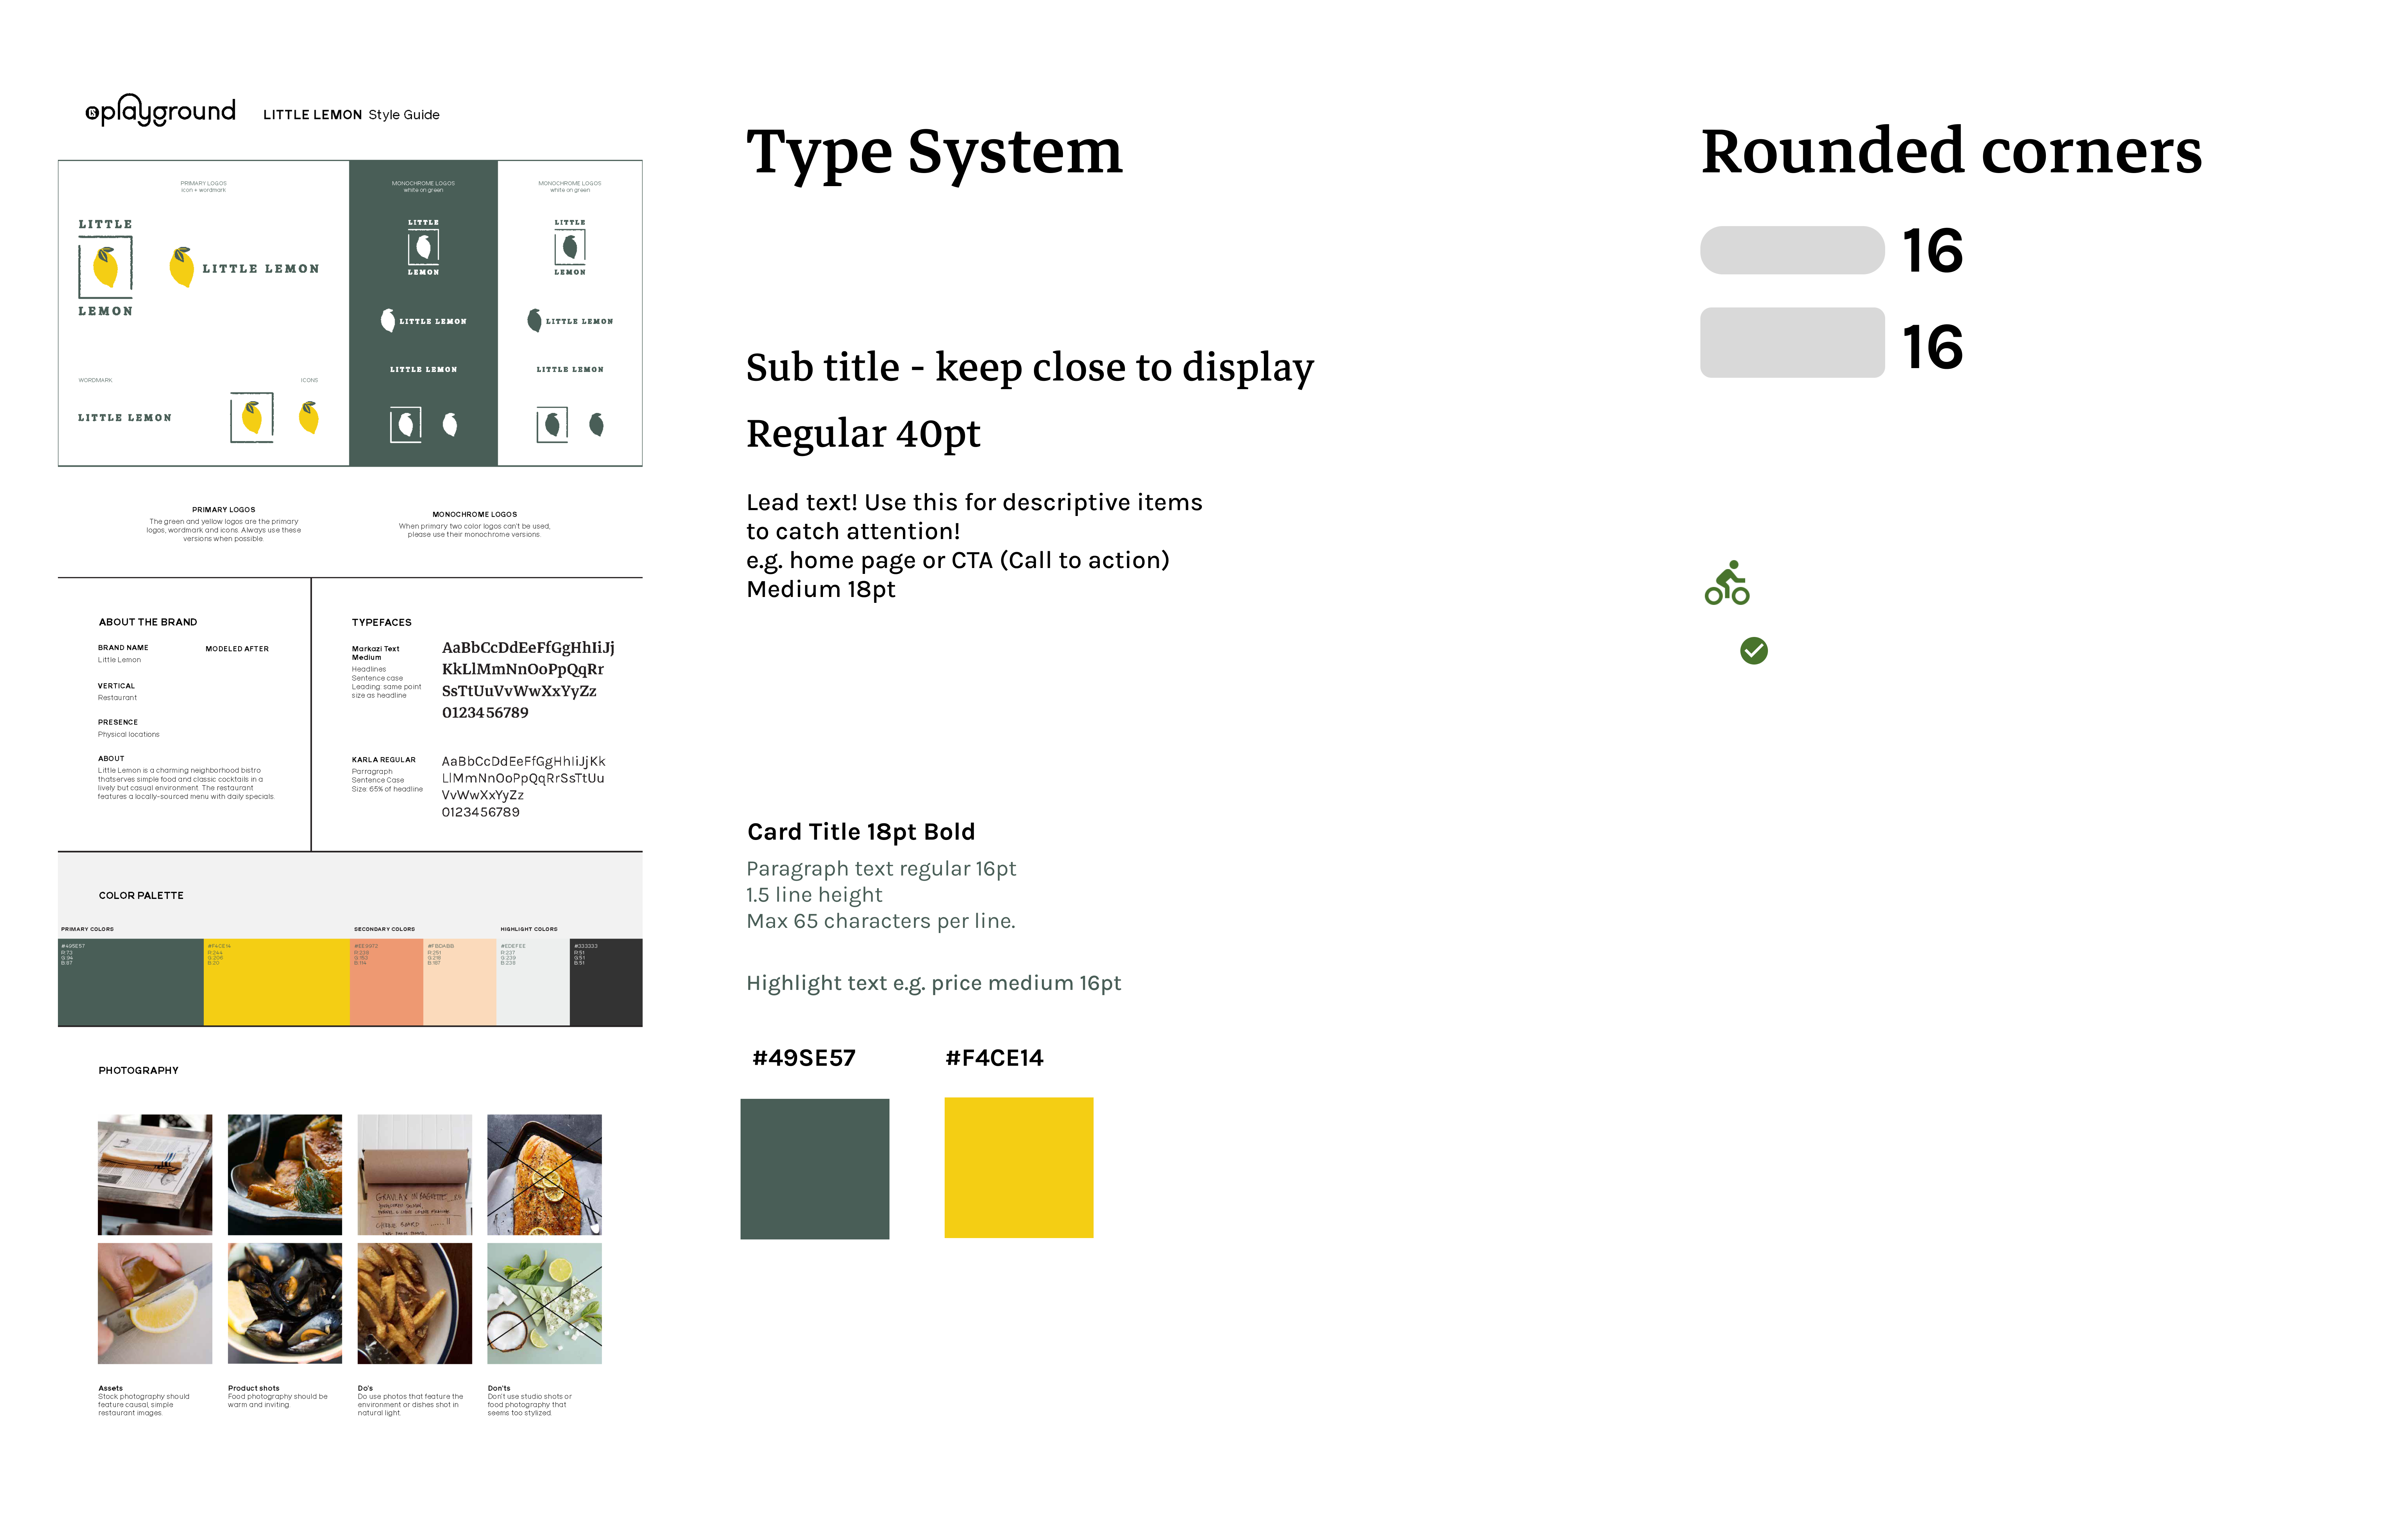 playground
LITTLE LEMON Style Guide
PRIMARY LOGOS
icon + wordmark
LITTLE
LEMON
LITTLE LEMON
WORDMARK
LITTLE LEMON
ICONS
MONOCHROME LOGOS
white on green
LITTLE
LEMON
LITTLE LEMON
LITTLE LEMON
MONOCHROME LOGOS
white on green
LITTLE
LEMON
LITTLE LEMON
LITTLE LEMON
PRIMARY LOGOS
The green and yellow logos are the primary
logos, wordmark and icons. Always use these
versions when possible.
MONOCHROME LOGOS
When primary two color logos can't be used,
please use their monochrome versions.
ABOUT THE BRAND
BRAND NAME
Little Lemon
MODELED AFTER
VERTICAL
Restaurant
PRESENCE
Physical locations
ABOUT
Little Lemon is a charming neighborhood bistro
thatserves simple food and classic cocktails in a
lively but casual environment. The restaurant
features a locally-sourced menu with daily specials.
TYPEFACES
Markazi Text
Medium
Headlines
Sentence case
Leading: same point
size as headline
AaBbCcDdEeFfGgHhIiJj
KkLlMmNnOoPpQqRr
SsTtUuVvWwXxYyZz
0123456789
KARLA REGULAR
Parragraph
Sentence Case
Size: 65% of headline
AaBbCcDdEeFfGgHhIiJjKk
LlMmNnOoPpQqRrSsTtUu
VvWwXxYyZz
0123456789
COLOR PALETTE
PRIMARY COLORS
#495E57
R:73
G:94
B:87
#F4CE14
R:244
G:206
B:20
SECONDARY COLORS
#EE9972
R:238
G:153
B:114
#FBDABB
R:251
G:218
B:187
HIGHLIGHT COLORS
#EDEFEE
R:237
G:239
B:238
#333333
R:51
G:51
B:51
PHOTOGRAPHY
GRAVLAX IN BAGUETTE
Assets
Stock photography should
feature causal, simple
restaurant images.
Product shots
Food photography should be
warm and inviting.
Do's
Do use photos that feature the
environment or dishes shot in
natural light.
Don'ts
Don't use studio shots or
food photography that
seems too stylized.
Type System
Sub title - keep close to display
Regular 40pt
Lead text! Use this for descriptive items
to catch attention!
e.g. home page or CTA (Call to action)
Medium 18pt
Card Title 18pt Bold
Paragraph text regular 16pt
1.5 line height
Max 65 characters per line.
Highlight text e.g. price medium 16pt
#49SE57
#F4CE14
Rounded corners
16
16